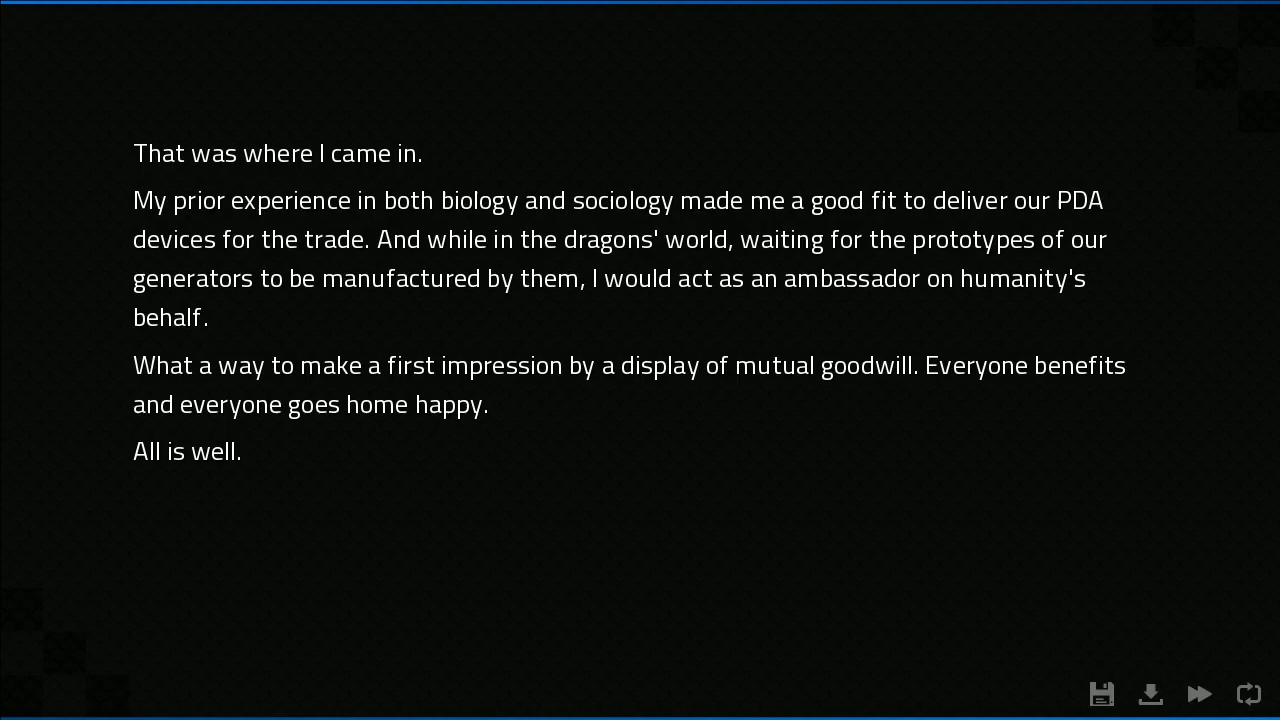 That was where I came in.
My prior experience in both biology and sociology made me a good fit to deliver our PDA
devices for the trade. And while in the dragons' world, waiting for the prototypes of our
generators to be manufactured by them, I would act as an ambassador on humanity's
behalf.
What a way to make a first impression by a display of mutual goodwill. Everyone benefits
and everyone goes home happy.
All is well.